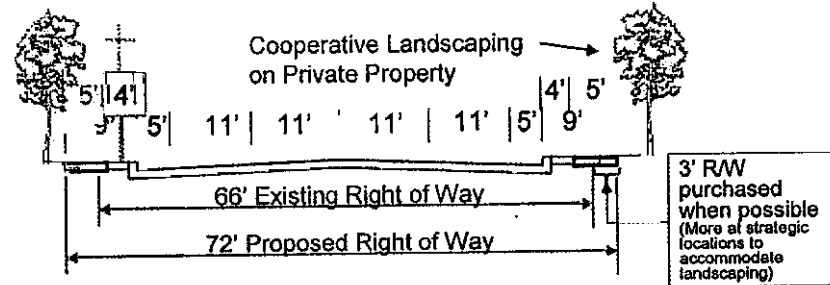 Cooperative Landscaping
on Private Property
5' 4' 4' 5'
9' 5' 11' 11' 11' 11' 5' 9'
66' Existing Right of Way
72' Proposed Right of Way
3' R/W
purchased
when possible
(More at strategic
locations to
accommodate
landscaping)